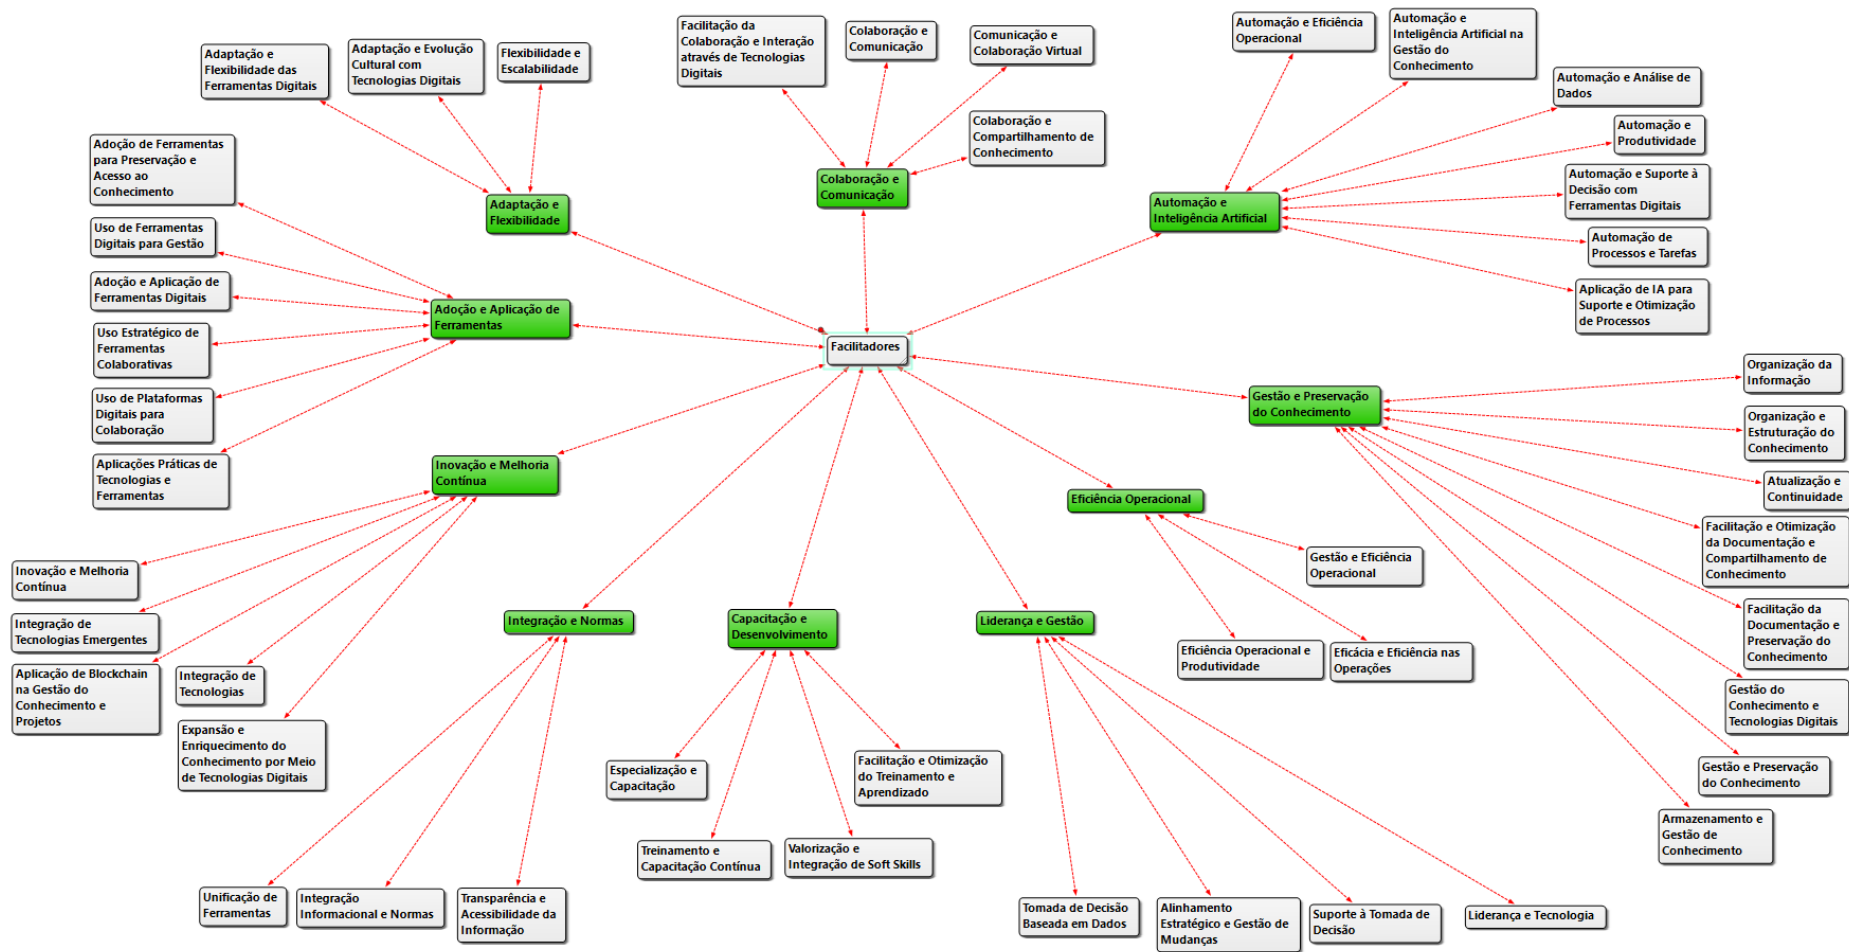 Adaptação e
Flexibilidade das
Ferramentas Digitais
Adaptação e Evolução
Cultural com
Tecnologias Digitais
Flexibilidade e
Escalabilidade
Facilitação da
Colaboração e Interação
através de Tecnologias
Digitais
Colaboração e
Comunicação
Comunicação e
Colaboração Virtual
Colaboração e
Compartilhamento de
Conhecimento
Automação e Eficiência
Operacional
Automação e
Inteligência Artificial na
Gestão do
Conhecimento
Automação e Análise de
Dados
Automação e
Produtividade
Automação e Suporte à
Decisão com
Ferramentas Digitais
Automação de
Processos e Tarefas
Aplicação de IA para
Suporte e Otimização
de Processos
Adaptação e
Flexibilidade
Colaboração e
Comunicação
Automação e
Inteligência Artificial
Adoção de Ferramentas
para Preservação e
Acesso ao
Conhecimento
Uso de Ferramentas
Digitais para Gestão
Adoção e Aplicação de
Ferramentas Digitais
Uso Estratégico de
Ferramentas
Colaborativas
Uso de Plataformas
Digitais para
Colaboração
Aplicações Práticas de
Tecnologias e
Ferramentas
Adoção e Aplicação de
Ferramentas
Facilitadores
Gestão e Preservação
do Conhecimento
Organização da
Informação
Organização e
Estruturação do
Conhecimento
Atualização e
Continuidade
Facilitação e Otimização
da Documentação e
Compartilhamento de
Conhecimento
Facilitação da
Documentação e
Preservação do
Conhecimento
Gestão do
Conhecimento e
Tecnologias Digitais
Gestão e Preservação
do Conhecimento
Armazenamento e
Gestão de
Conhecimento
Inovação e Melhoria
Contínua
Eficiência Operacional
Gestão e Eficiência
Operacional
Eficiência Operacional e
Produtividade
Eficácia e Eficiência nas
Operações
Inovação e Melhoria
Contínua
Integração de
Tecnologias Emergentes
Aplicação de Blockchain
na Gestão do
Conhecimento e
Projetos
Integração de
Tecnologias
Expansão e
Enriquecimento do
Conhecimento por Meio
de Tecnologias Digitais
Integração e Normas
Capacitação e
Desenvolvimento
Liderança e Gestão
Especialização e
Capacitação
Facilitação e Otimização
do Treinamento e
Aprendizado
Treinamento e
Capacitação Contínua
Valorização e
Integração de Soft Skills
Unificação de
Ferramentas
Integração
Informacional e Normas
Transparência e
Acessibilidade da
Informação
Tomada de Decisão
Baseada em Dados
Alinhamento
Estratégico e Gestão de
Mudanças
Suporte à Tomada de
Decisão
Liderança e Tecnologia